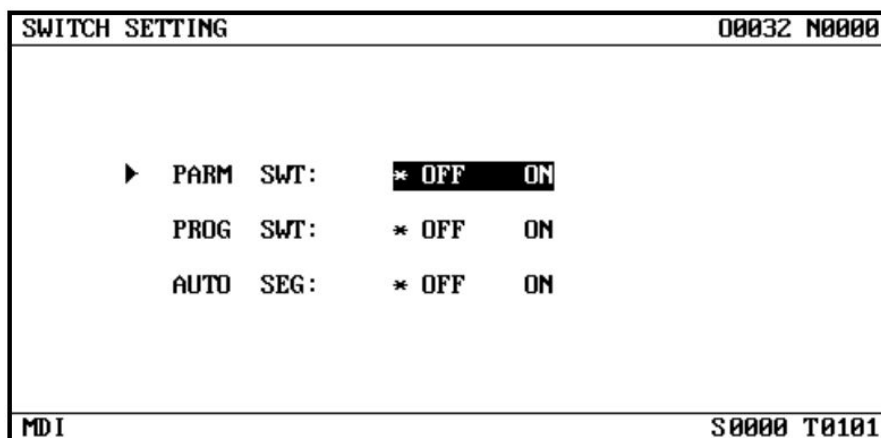 SWITCH SETTING O0032 N0000
PARM SWT: * OFF ON
PROG SWT: * OFF ON
AUTO SEG: * OFF ON
MDI S0000 T0101